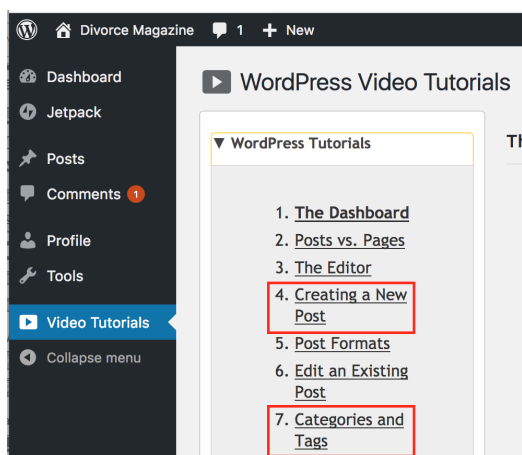 Divorce Magazine 1 + New
Dashboard
Jetpack
Posts
Comments 1
Profile
Tools
Video Tutorials
Collapse menu
WordPress Video Tutorials
▼ WordPress Tutorials
1. The Dashboard
2. Posts vs. Pages
3. The Editor
4. Creating a New
Post
5. Post Formats
6. Edit an Existing
Post
7. Categories and
Tags